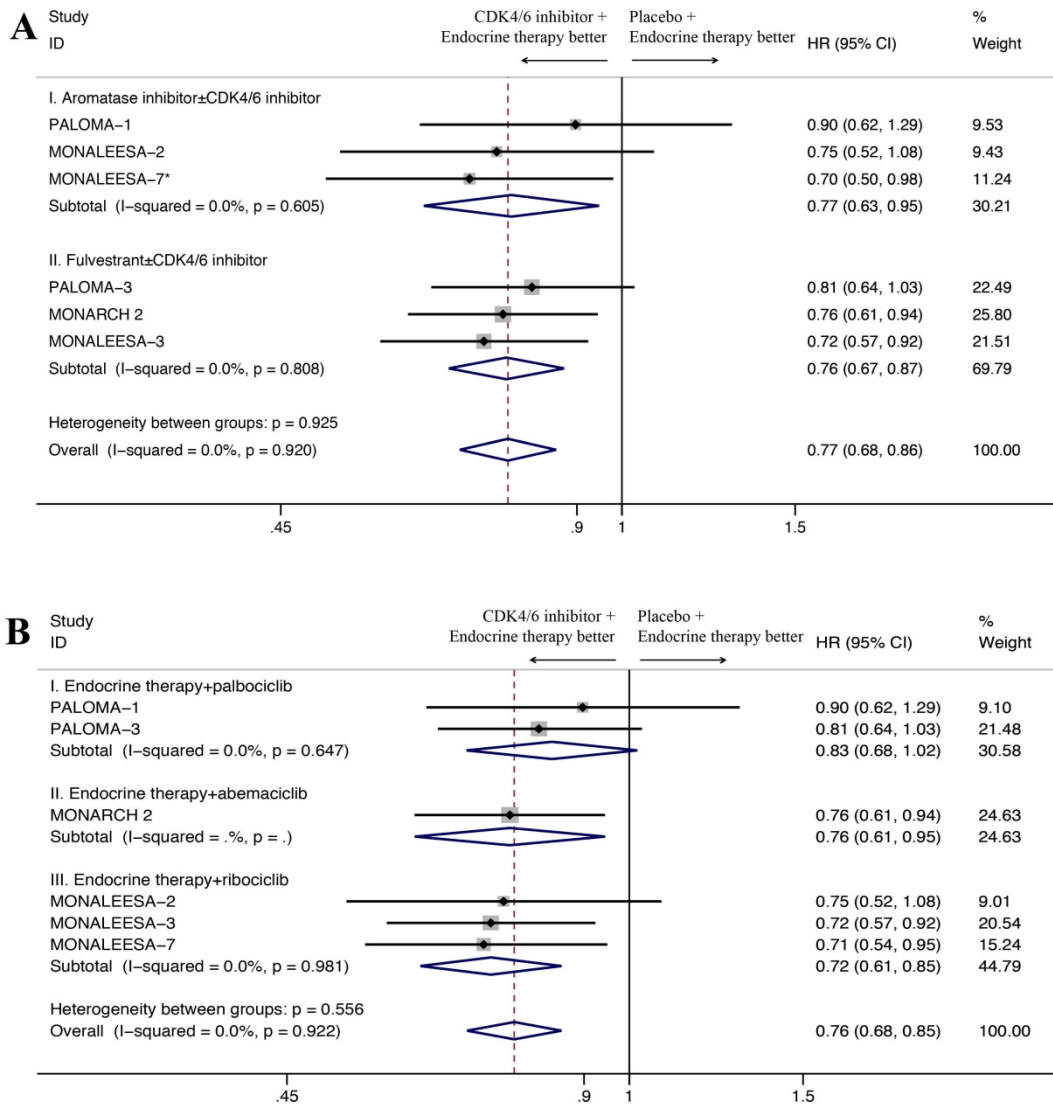 A
Study
ID
CDK4/6 inhibitor +
Endocrine therapy better
Placebo +
Endocrine therapy better
HR (95% CI)
%
Weight
I. Aromatase inhibitor±CDK4/6 inhibitor
PALOMA−1 0.90 (0.62, 1.29) 9.53
MONALEESA−2 0.75 (0.52, 1.08) 9.43
MONALEESA−7* 0.70 (0.50, 0.98) 11.24
Subtotal (I−squared = 0.0%, p = 0.605) 0.77 (0.63, 0.95) 30.21
II. Fulvestrant±CDK4/6 inhibitor
PALOMA−3 0.81 (0.64, 1.03) 22.49
MONARCH 2 0.76 (0.61, 0.94) 25.80
MONALEESA−3 0.72 (0.57, 0.92) 21.51
Subtotal (I−squared = 0.0%, p = 0.808) 0.76 (0.67, 0.87) 69.79
Heterogeneity between groups: p = 0.925
Overall (I−squared = 0.0%, p = 0.920) 0.77 (0.68, 0.86) 100.00
.45 .9 1 1.5
B
Study
ID
CDK4/6 inhibitor +
Endocrine therapy better
Placebo +
Endocrine therapy better
HR (95% CI)
%
Weight
I. Endocrine therapy+palbociclib
PALOMA−1 0.90 (0.62, 1.29) 9.10
PALOMA−3 0.81 (0.64, 1.03) 21.48
Subtotal (I−squared = 0.0%, p = 0.647) 0.83 (0.68, 1.02) 30.58
II. Endocrine therapy+abemaciclib
MONARCH 2 0.76 (0.61, 0.94) 24.63
Subtotal (I−squared = .%, p = .) 0.76 (0.61, 0.95) 24.63
III. Endocrine therapy+ribociclib
MONALEESA−2 0.75 (0.52, 1.08) 9.01
MONALEESA−3 0.72 (0.57, 0.92) 20.54
MONALEESA−7 0.71 (0.54, 0.95) 15.24
Subtotal (I−squared = 0.0%, p = 0.981) 0.72 (0.61, 0.85) 44.79
Heterogeneity between groups: p = 0.556
Overall (I−squared = 0.0%, p = 0.922) 0.76 (0.68, 0.85) 100.00
.45 .9 1 1.5